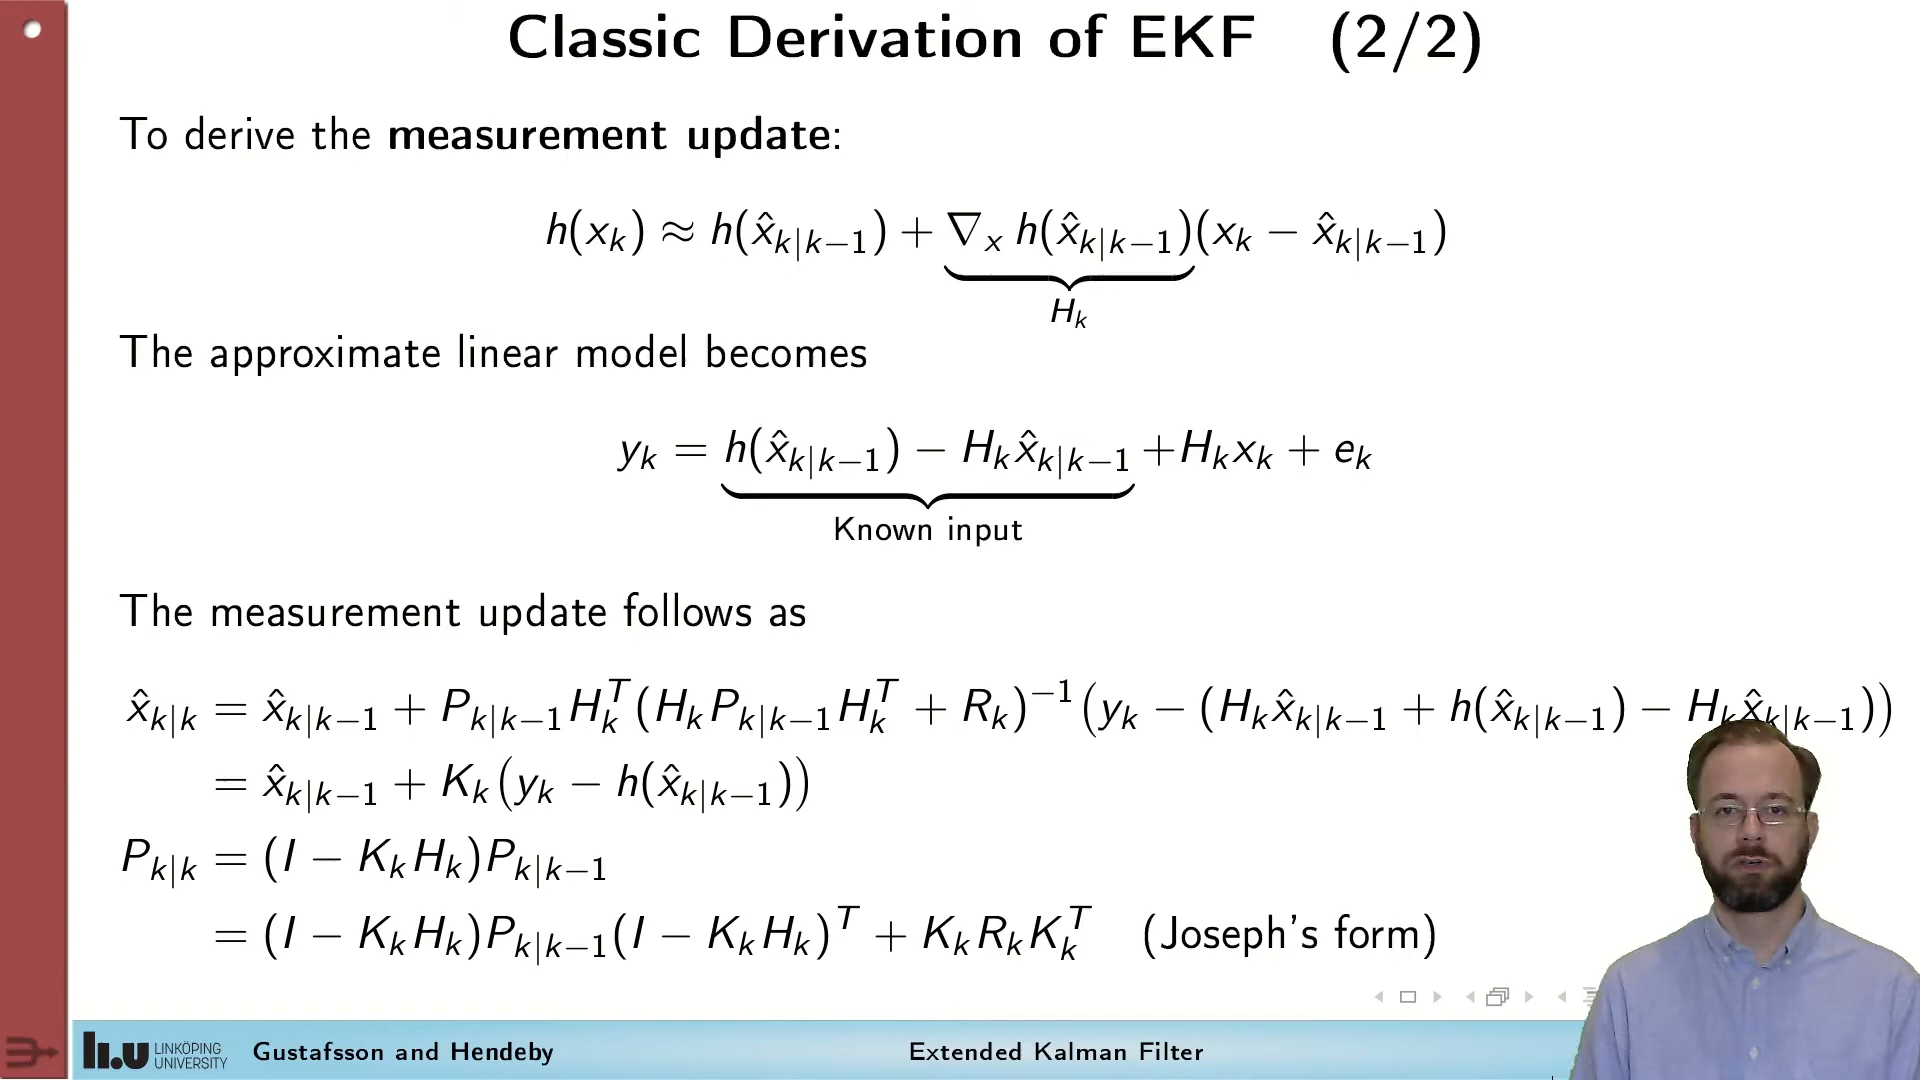 Classic Derivation of EKF (2/2)
To derive the measurement update:
h(x_k) ≈ h(x̂_{k|k−1}) + ∇_x h(x̂_{k|k−1})(x_k − x̂_{k|k−1})
H_k
The approximate linear model becomes
y_k = h(x̂_{k|k−1}) − H_k x̂_{k|k−1} + H_k x_k + e_k
Known input
The measurement update follows as
x̂_{k|k} = x̂_{k|k−1} + P_{k|k−1} H_k^T (H_k P_{k|k−1} H_k^T + R_k)^{−1} (y_k − (H_k x̂_{k|k−1} + h(x̂_{k|k−1}) − H_k x̂_{k|k−1}))
= x̂_{k|k−1} + K_k (y_k − h(x̂_{k|k−1}))
P_{k|k} = (I − K_k H_k) P_{k|k−1}
= (I − K_k H_k) P_{k|k−1} (I − K_k H_k)^T + K_k R_k K_k^T (Joseph's form)
li.u LINKÖPING UNIVERSITY Gustafsson and Hendeby Extended Kalman Filter